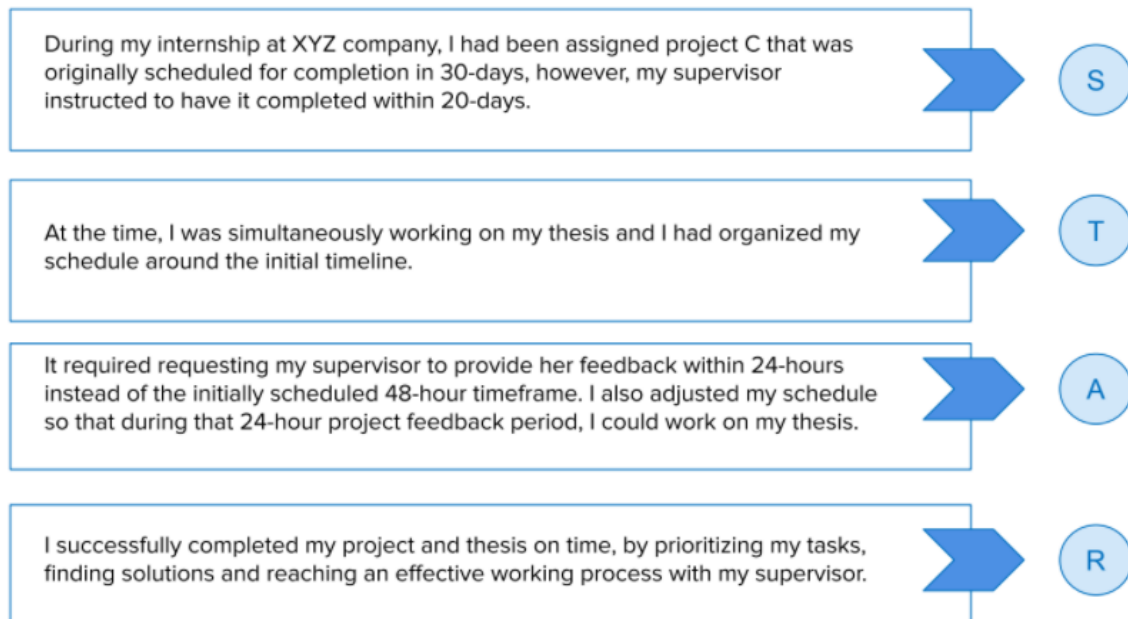 During my internship at XYZ company, I had been assigned project C that was
originally scheduled for completion in 30-days, however, my supervisor
instructed to have it completed within 20-days.
S
At the time, I was simultaneously working on my thesis and I had organized my
schedule around the initial timeline.
T
It required requesting my supervisor to provide her feedback within 24-hours
instead of the initially scheduled 48-hour timeframe. I also adjusted my schedule
so that during that 24-hour project feedback period, I could work on my thesis.
A
I successfully completed my project and thesis on time, by prioritizing my tasks,
finding solutions and reaching an effective working process with my supervisor.
R